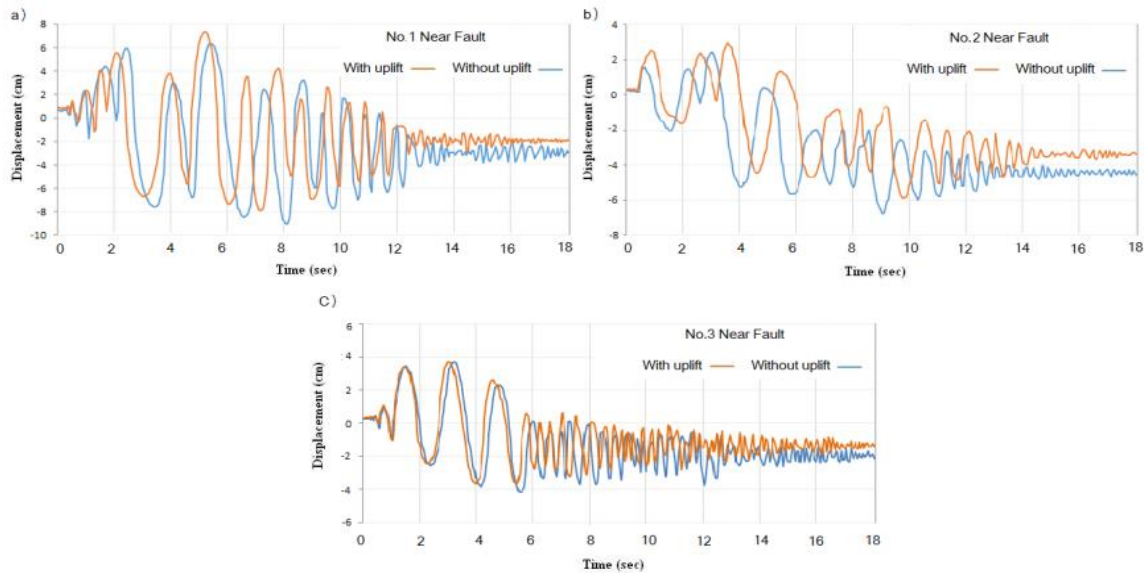 a)
No.1 Near Fault
With uplift Without uplift
Displacement (cm)
8
6
4
2
0
-2
-4
-6
-8
-10
0 2 4 6 8 10 12 14 16 18
Time (sec)
b)
No.2 Near Fault
With uplift Without uplift
Displacement (cm)
4
2
0
-2
-4
-6
-8
0 2 4 6 8 10 12 14 16 18
Time (sec)
C)
No.3 Near Fault
With uplift Without uplift
Displacement (cm)
6
4
2
0
-2
-4
-6
0 2 4 6 8 10 12 14 16 18
Time (sec)